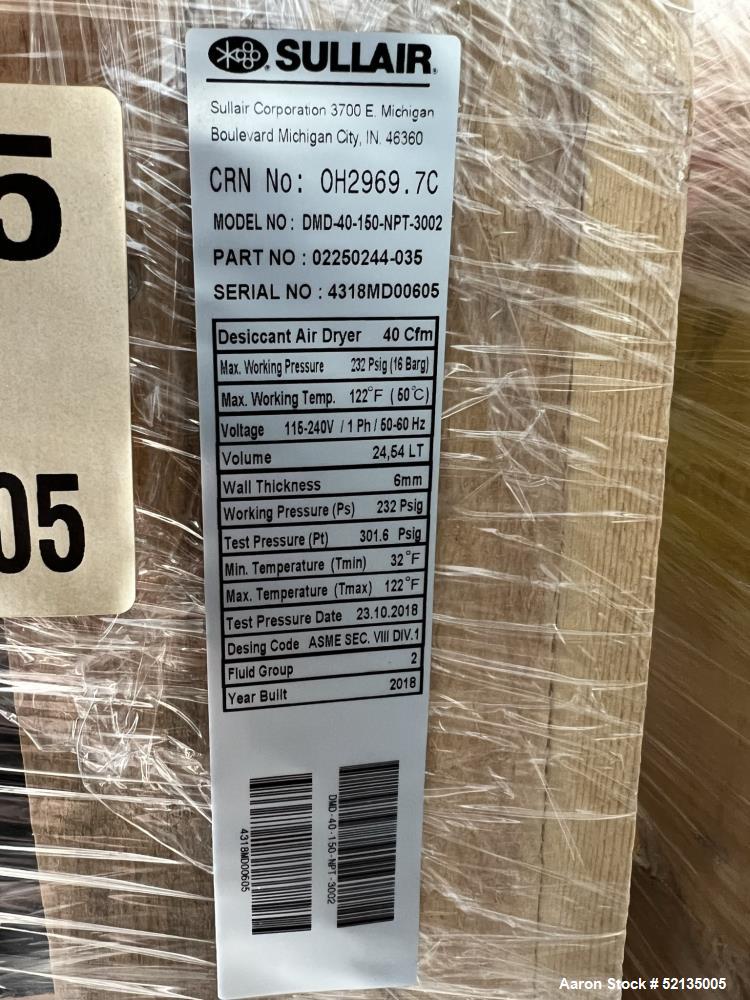 SULLAIR®
Sullair Corporation 3700 E. Michigan
Boulevard Michigan City, IN. 46360
CRN No: 0H2969.7C
MODEL NO : DMD-40-150-NPT-3002
PART NO : 02250244-035
SERIAL NO : 4318MD00605
Desiccant Air Dryer 40 Cfm
Max. Working Pressure 232 Psig (16 Barg)
Max. Working Temp. 122°F (50°C)
Voltage 115-240V / 1 Ph / 50-60 Hz
Volume 24,54 LT
Wall Thickness 6mm
Working Pressure (Ps) 232 Psig
Test Pressure (Pt) 301.6 Psig
Min. Temperature (Tmin) 32°F
Max. Temperature (Tmax) 122°F
Test Pressure Date 23.10.2018
Desing Code ASME SEC. VIII DIV.1
Fluid Group 2
Year Built 2018
4318MD00605
DMD-40-150-NPT-3002
5
05
Aaron Stock # 52135005